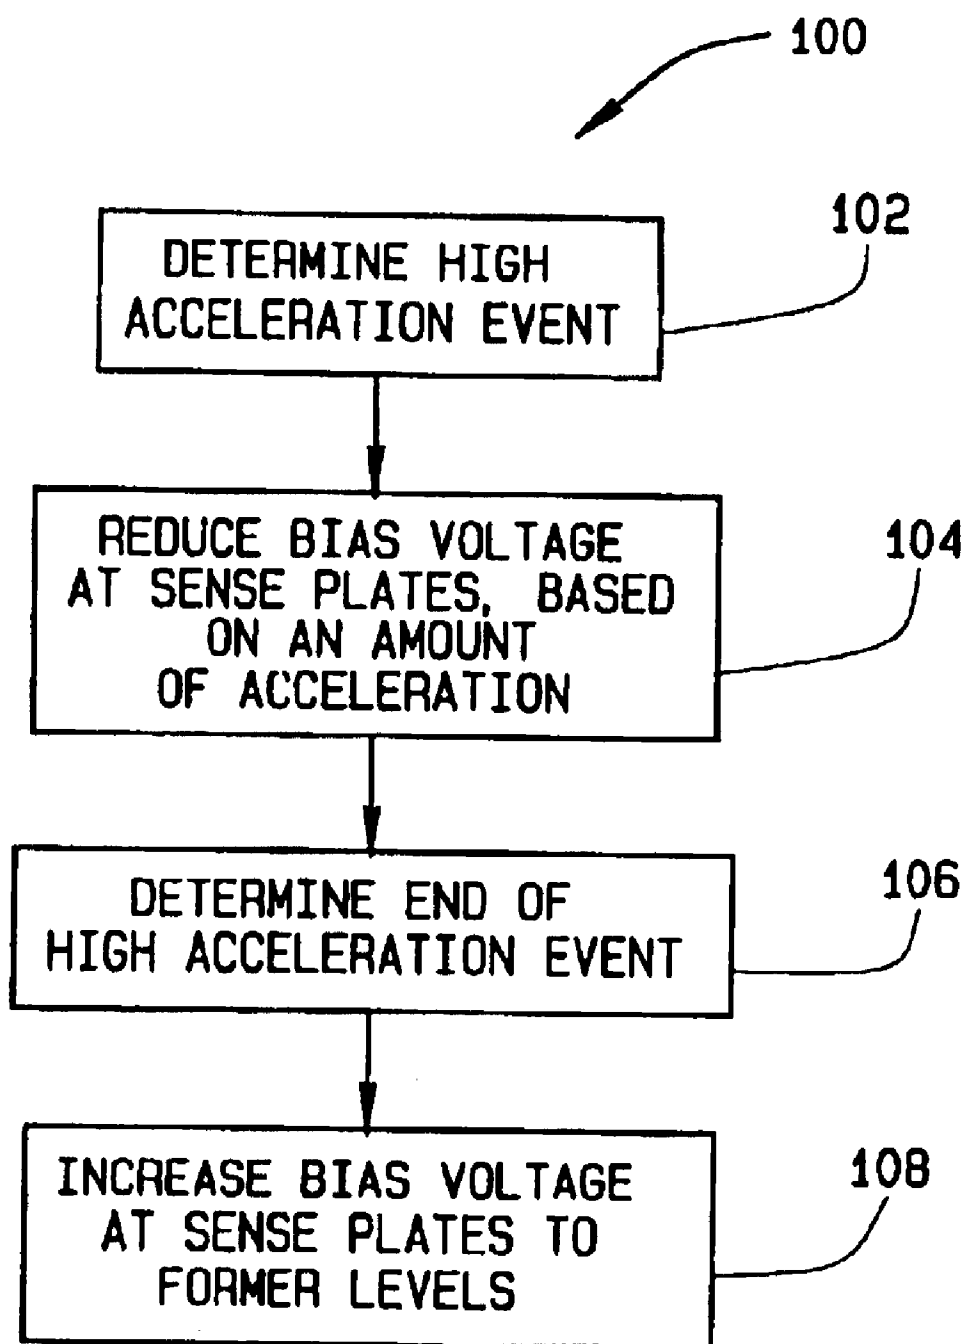 100
102
DETERMINE HIGH
ACCELERATION EVENT
104
REDUCE BIAS VOLTAGE
AT SENSE PLATES, BASED
ON AN AMOUNT
OF ACCELERATION
106
DETERMINE END OF
HIGH ACCELERATION EVENT
108
INCREASE BIAS VOLTAGE
AT SENSE PLATES TO
FORMER LEVELS